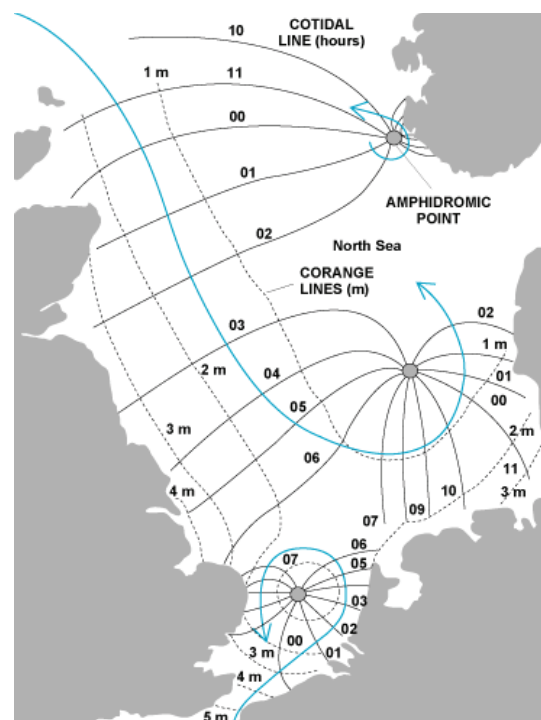 10
COTIDAL
LINE (hours)
1 m
11
00
01
AMPHIDROMIC
POINT
02
North Sea
CORANGE
LINES (m)
03
02
1 m
2 m
04
01
00
05
2 m
3 m
06
11
4 m
10
3 m
09
07
06
07
05
03
02
00
01
3 m
4 m
5 m